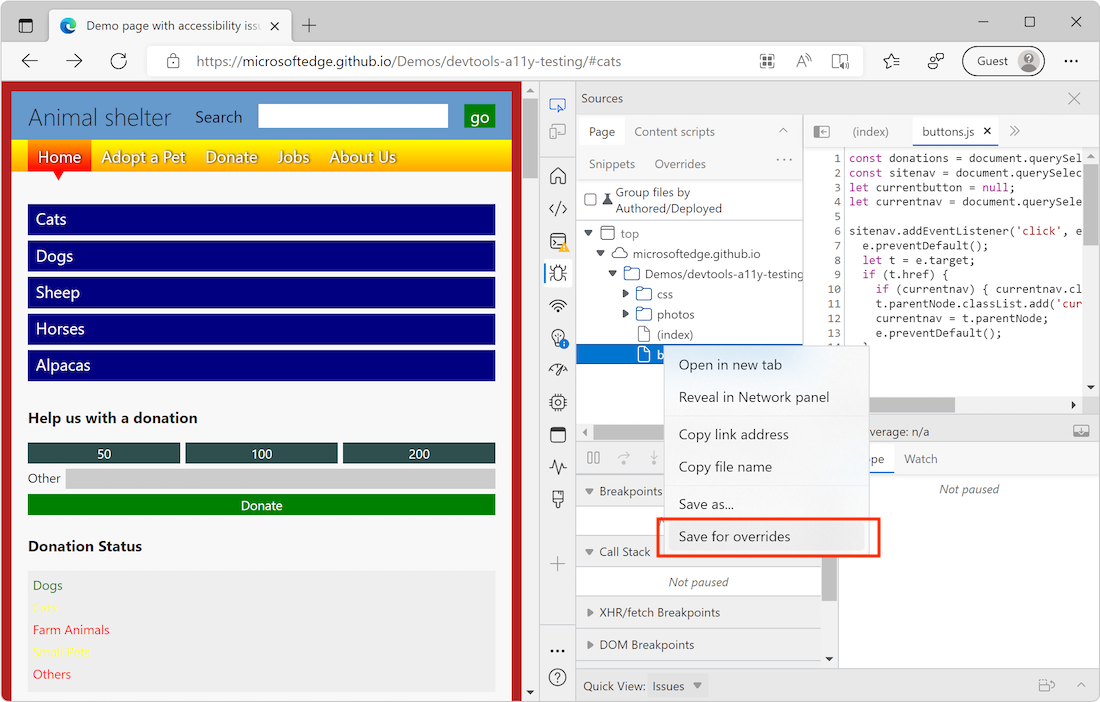 Demo page with accessibility issu
https://microsoftedge.github.io/Demos/devtools-a11y-testing/#cats
Guest
Animal shelter
Search
go
Home
Adopt a Pet
Donate
Jobs
About Us
Cats
Dogs
Sheep
Horses
Alpacas
Help us with a donation
50
100
200
Other
Donate
Donation Status
Dogs
Cats
Farm Animals
Small Pets
Others
Sources
Page
Content scripts
Snippets
Overrides
Group files by
Authored/Deployed
top
microsoftedge.github.io
Demos/devtools-a11y-testing
css
photos
(index)
b
(index)
buttons.js
1 const donations = document.querySel
2 const sitenav = document.querySelec
3 let currentbutton = null;
4 let currentnav = document.querySele
5
6 sitenav.addEventListener('click', e
7 e.preventDefault();
8 let t = e.target;
9 if (t.href) {
10 if (currentnav) { currentnav.cl
11 t.parentNode.classList.add('cur
12 currentnav = t.parentNode;
13 e.preventDefault();
14 }
Open in new tab
Reveal in Network panel
Copy link address
Copy file name
Save as...
Save for overrides
verage: n/a
pe
Watch
Not paused
Breakpoints
Call Stack
Not paused
XHR/fetch Breakpoints
DOM Breakpoints
Quick View: Issues